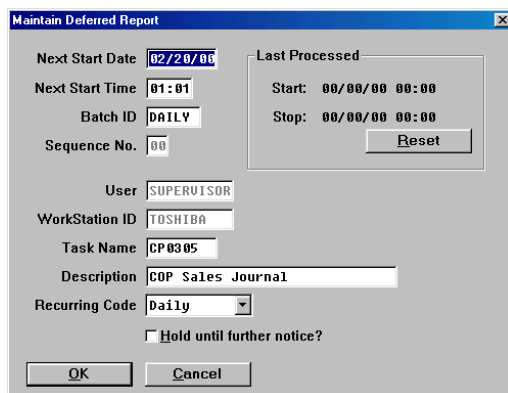 Maintain Deferred Report
Next Start Date 02/20/00
Next Start Time 01:01
Batch ID DAILY
Sequence No. 00
Last Processed
Start: 00/00/00 00:00
Stop: 00/00/00 00:00
Reset
User SUPERVISOR
WorkStation ID TOSHIBA
Task Name CP0305
Description COP Sales Journal
Recurring Code Daily
Hold until further notice?
OK Cancel